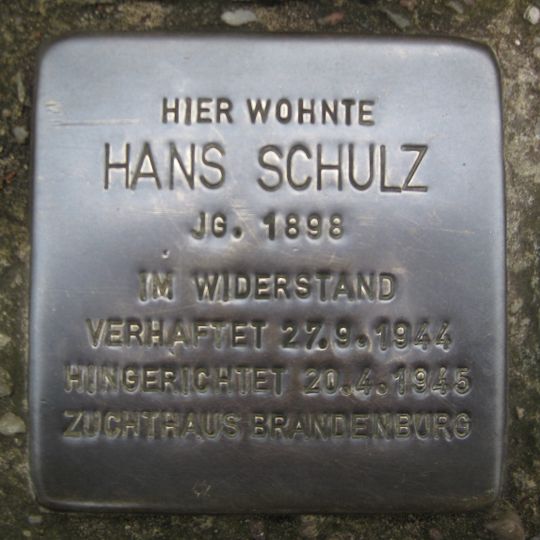 HIER WOHNTE
HANS SCHULZ
JG. 1898
IM WIDERSTAND
VERHAFTET 27.9.1944
HINGERICHTET 20.4.1945
ZUCHTHAUS BRANDENBURG